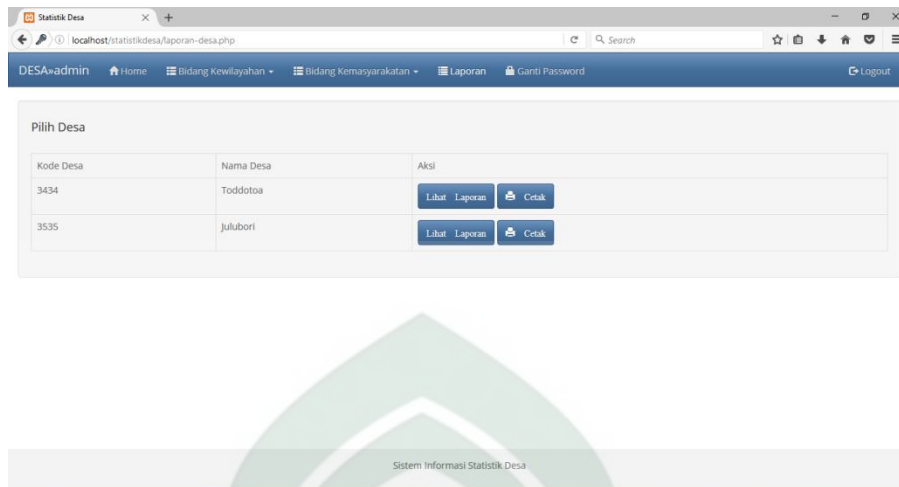 Statistik Desa
localhost/statistikdesa/laporan-desa.php
Search
DESA»admin Home Bidang Kewilayahan Bidang Kemasyarakatan Laporan Ganti Password Logout
Pilih Desa
Kode Desa Nama Desa Aksi
3434 Toddotoa Lihat Laporan Cetak
3535 Julubori Lihat Laporan Cetak
Sistem Informasi Statistik Desa